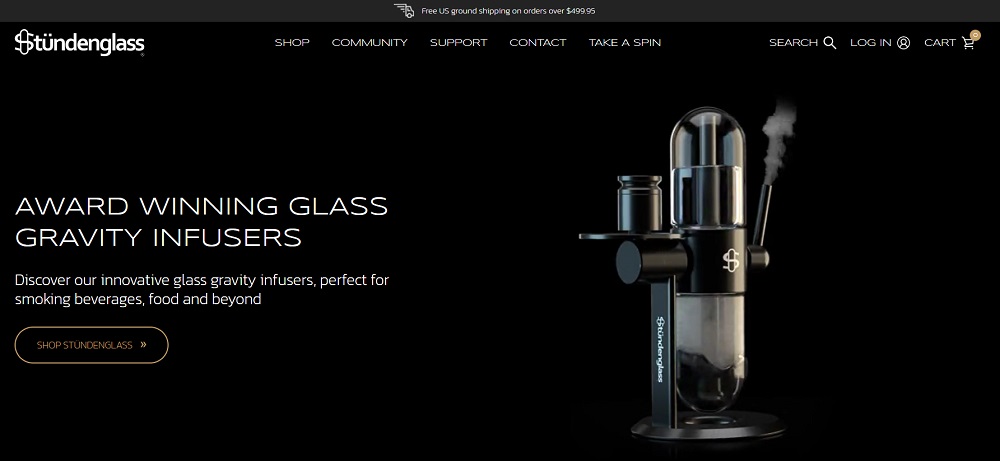 Free US ground shipping on orders over $499.95
Stündenglass®
SHOP COMMUNITY SUPPORT CONTACT TAKE A SPIN
SEARCH LOG IN CART 0
AWARD WINNING GLASS
GRAVITY INFUSERS
Discover our innovative glass gravity infusers, perfect for
smoking beverages, food and beyond
SHOP STÜNDENGLASS »
Stündenglass